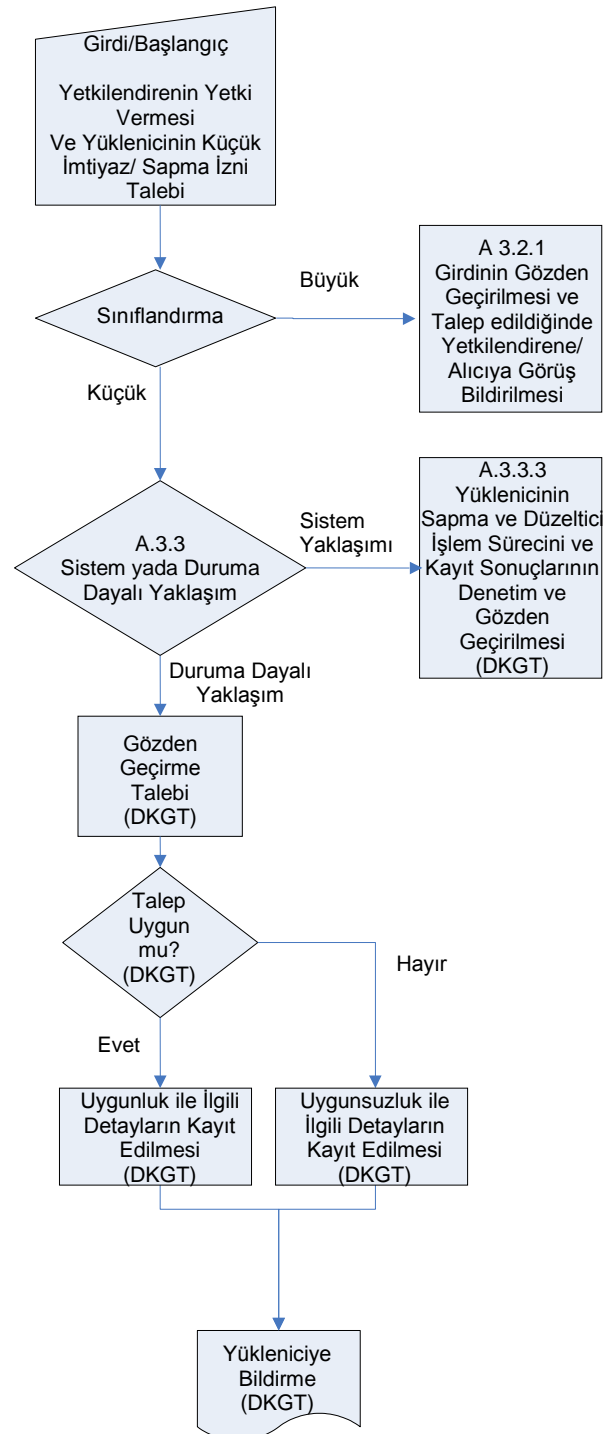 Girdi/Başlangıç
Yetkilendirenin Yetki
Vermesi
Ve Yüklenicinin Küçük
İmtiyaz/ Sapma İzni
Talebi
Sınıflandırma
Büyük
A 3.2.1
Girdinin Gözden
Geçirilmesi ve
Talep edildiğinde
Yetkilendirene/
Alıcıya Görüş
Bildirilmesi
Küçük
A.3.3
Sistem yada Duruma
Dayalı Yaklaşım
Sistem
Yaklaşımı
A.3.3.3
Yüklenicinin
Sapma ve Düzeltici
İşlem Sürecini ve
Kayıt Sonuçlarının
Denetim ve
Gözden
Geçirilmesi
(DKGT)
Duruma Dayalı
Yaklaşım
Gözden
Geçirme
Talebi
(DKGT)
Talep
Uygun
mu?
(DKGT)
Hayır
Evet
Uygunluk ile İlgili
Detayların Kayıt
Edilmesi
(DKGT)
Uygunsuzluk ile
İlgili Detayların
Kayıt Edilmesi
(DKGT)
Yükleniciye
Bildirme
(DKGT)